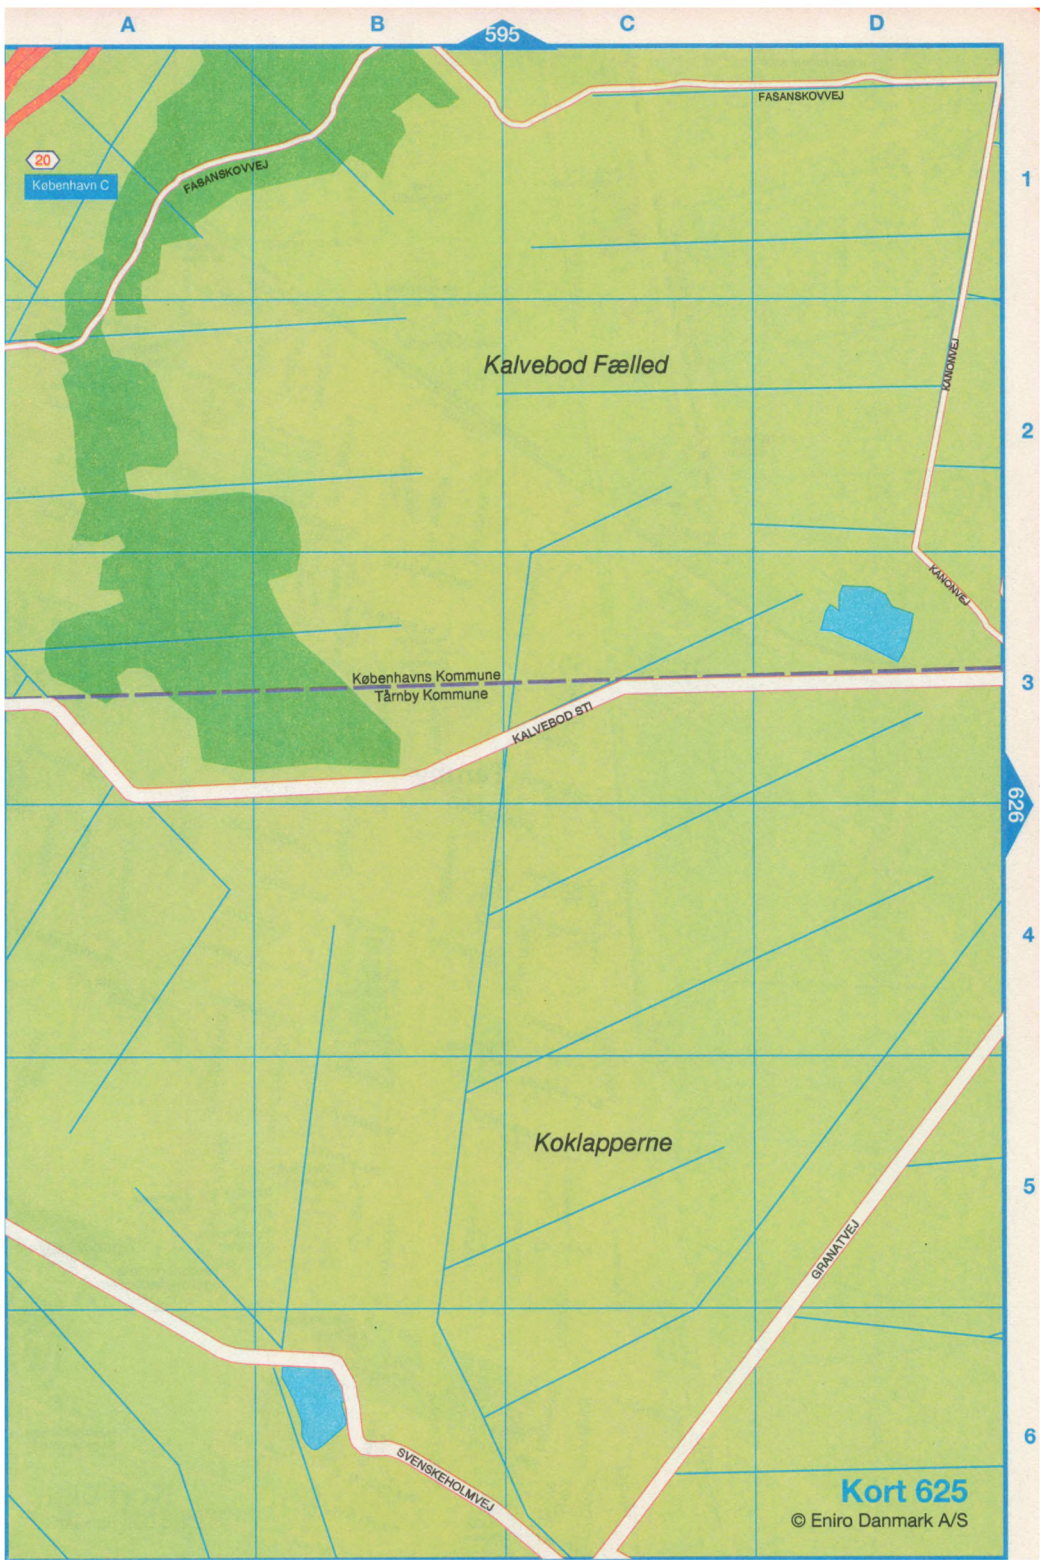 A B C D
595
FASANSKOVVEJ
20
København C
FASANSKOVVEJ
1
KANONVEJ
Kalvebod Fælled
2
KANONVEJ
Københavns Kommune
Tårnby Kommune
3
KALVEBOD STI
626
4
Koklapperne
5
GRANATVEJ
6
SVENSKEHOLMVEJ
Kort 625
© Eniro Danmark A/S